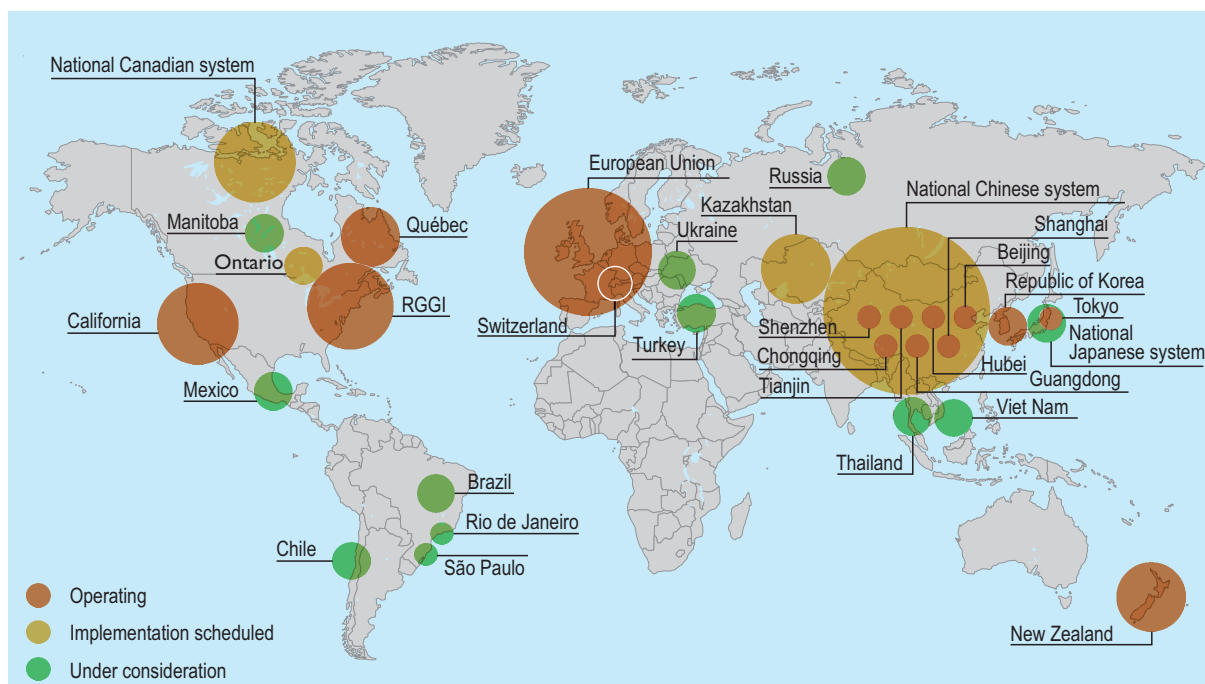 National Canadian system
European Union
Russia
National Chinese system
Kazakhstan
Shanghai
Manitoba
Québec
Ukraine
Beijing
Ontario
Republic of Korea
California
RGGI
Tokyo
Switzerland
Shenzhen
National
Japanese system
Turkey
Chongqing
Hubei
Mexico
Tianjin
Guangdong
Viet Nam
Thailand
Brazil
Rio de Janeiro
Chile
São Paulo
Operating
Implementation scheduled
New Zealand
Under consideration